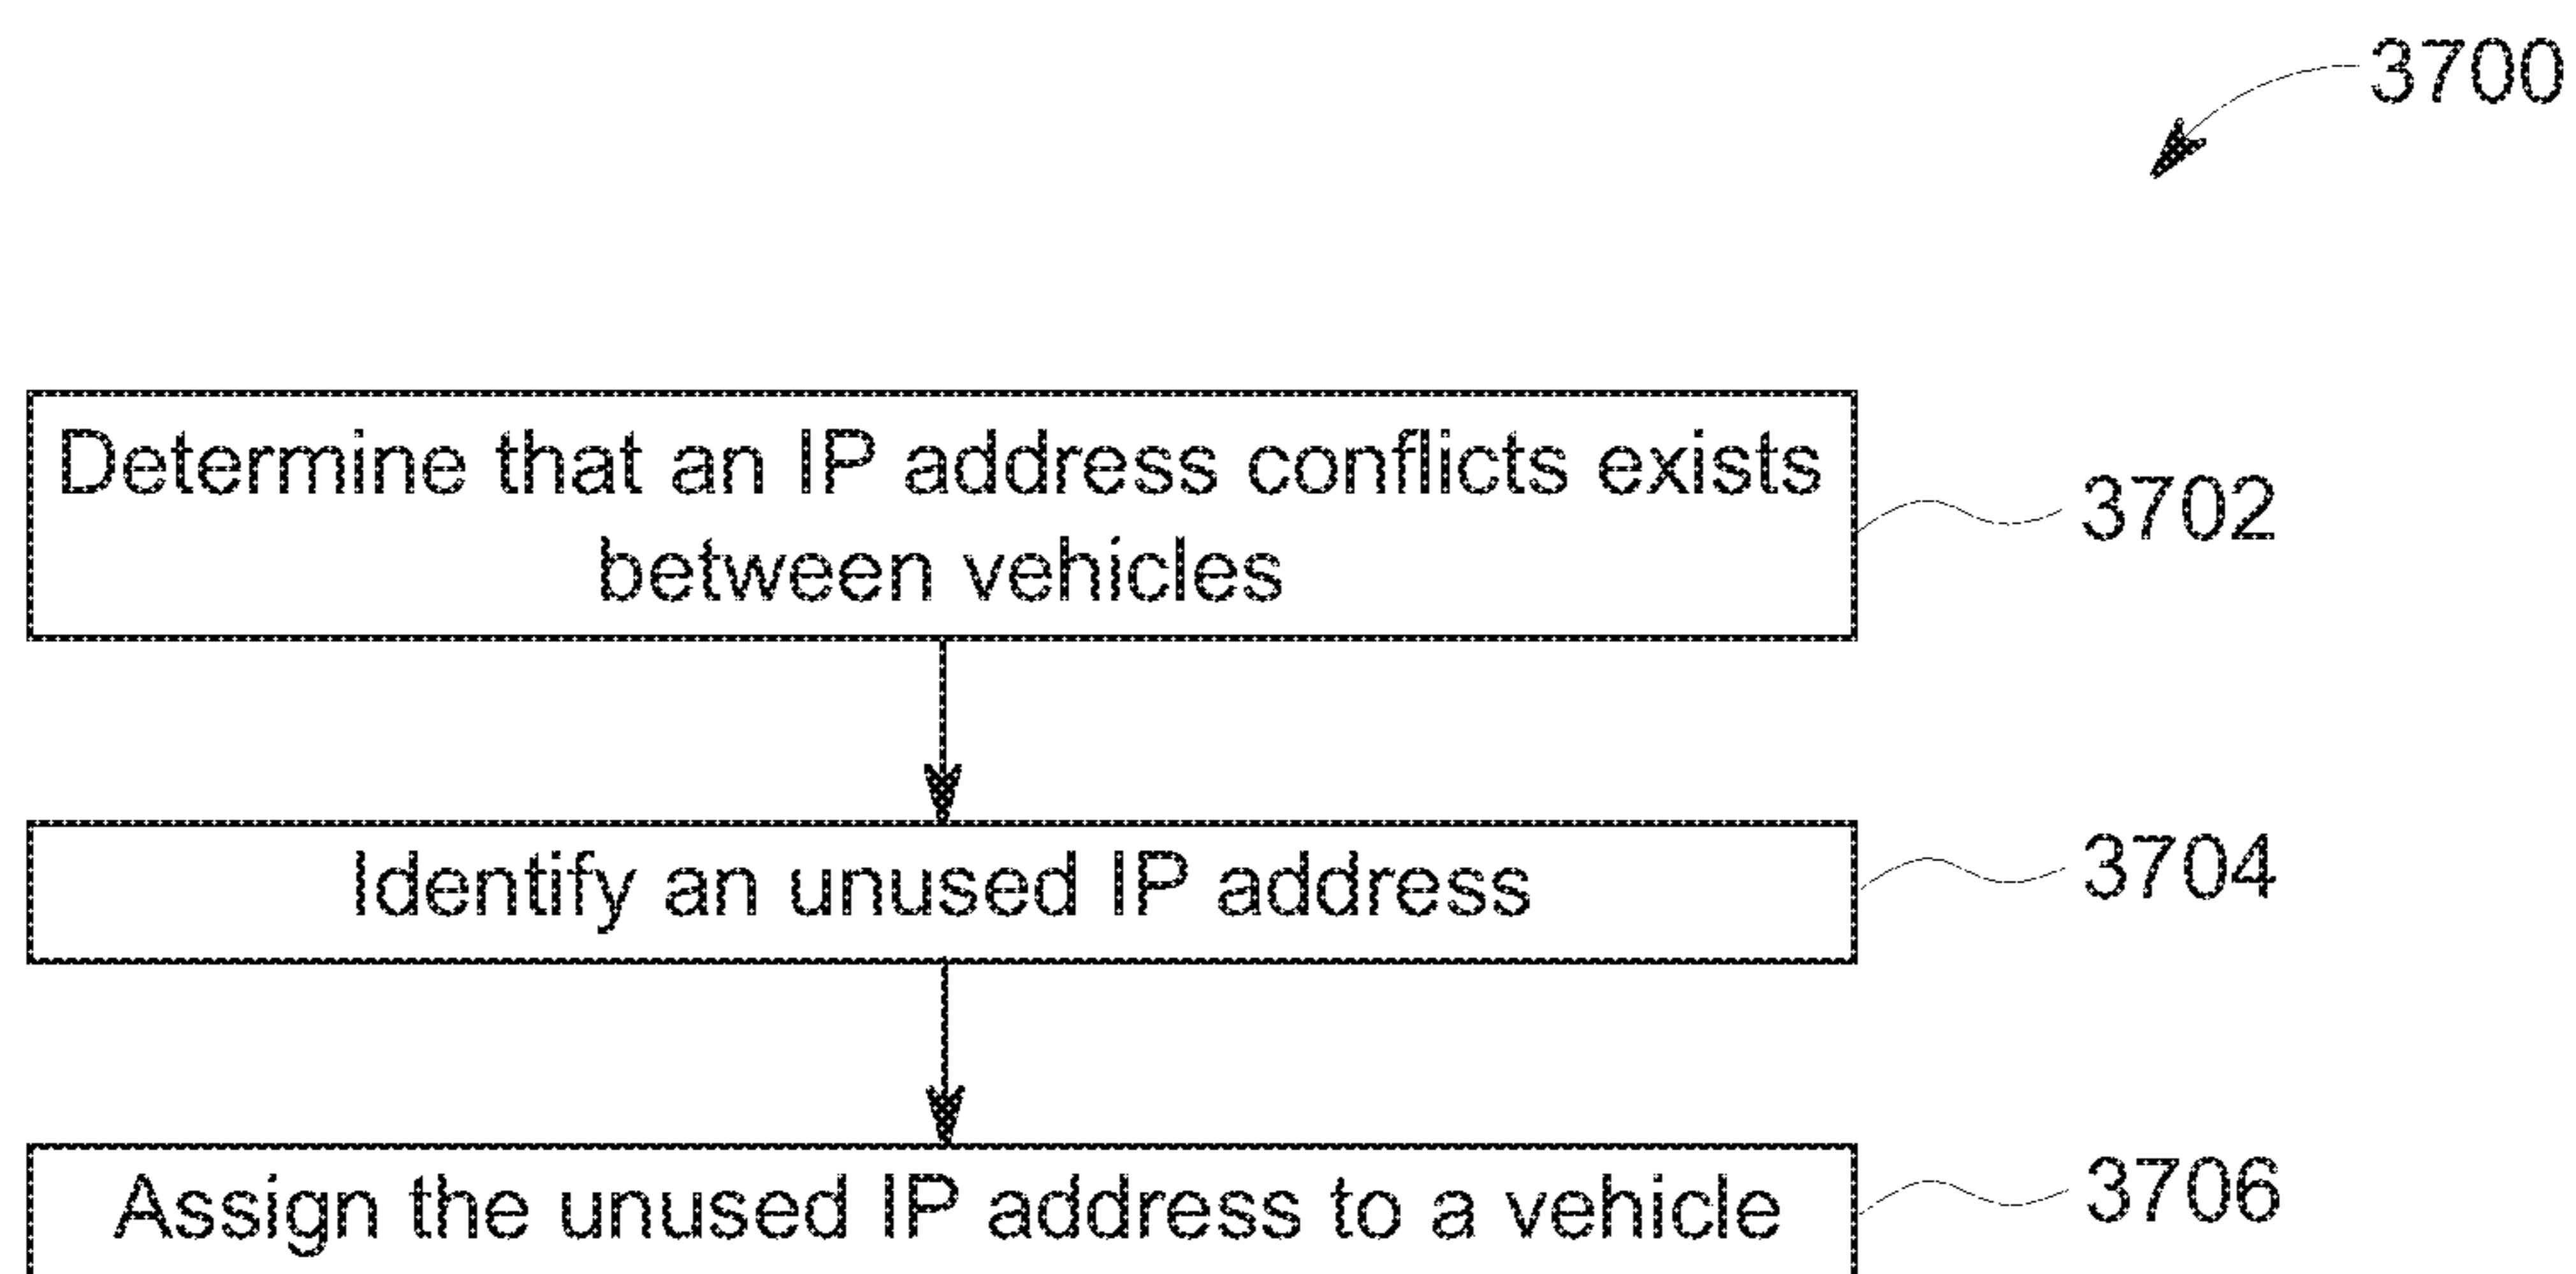 3700
Determine that an IP address conflicts exists
between vehicles
3702
Identify an unused IP address
3704
Assign the unused IP address to a vehicle
3706